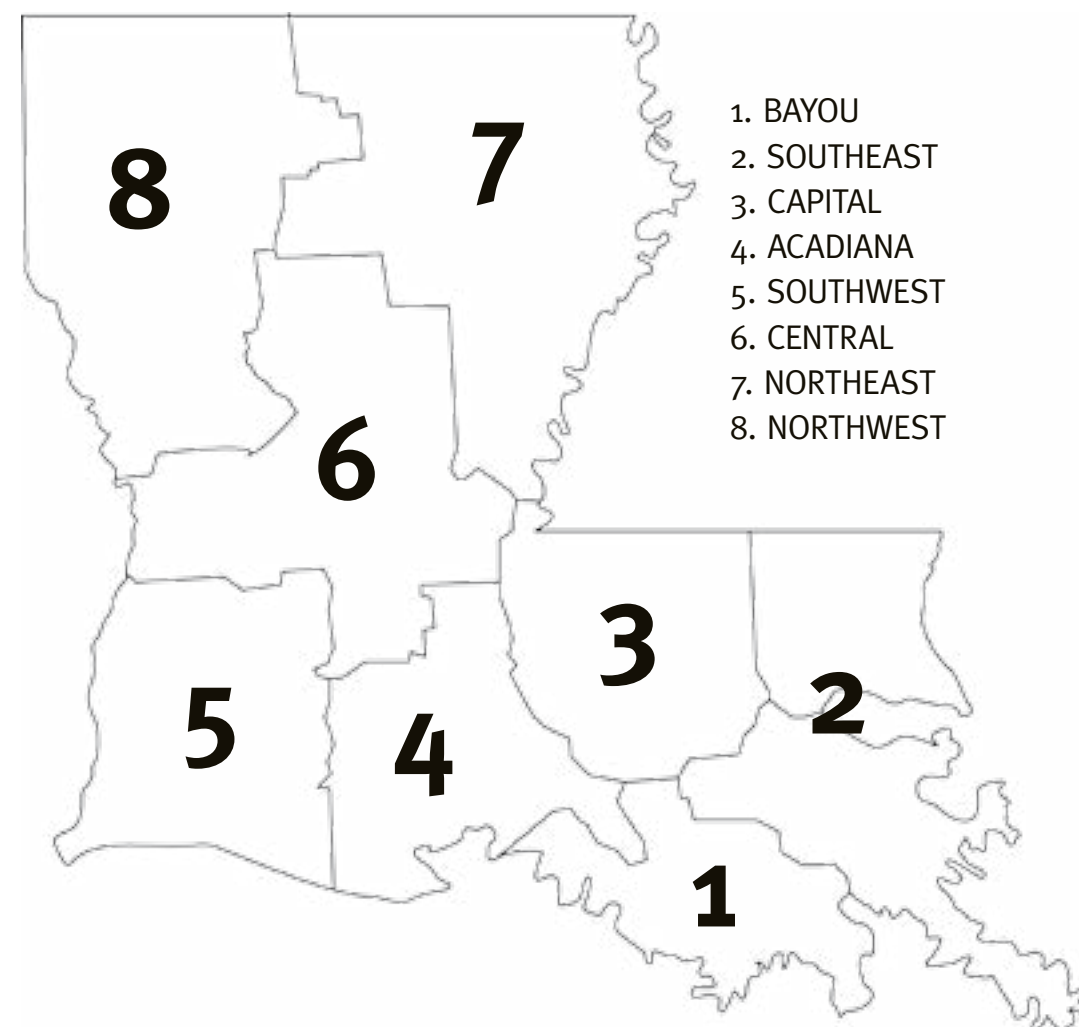 8
7
1. BAYOU
2. SOUTHEAST
3. CAPITAL
4. ACADIANA
5. SOUTHWEST
6. CENTRAL
7. NORTHEAST
8. NORTHWEST
6
3
2
5
4
1